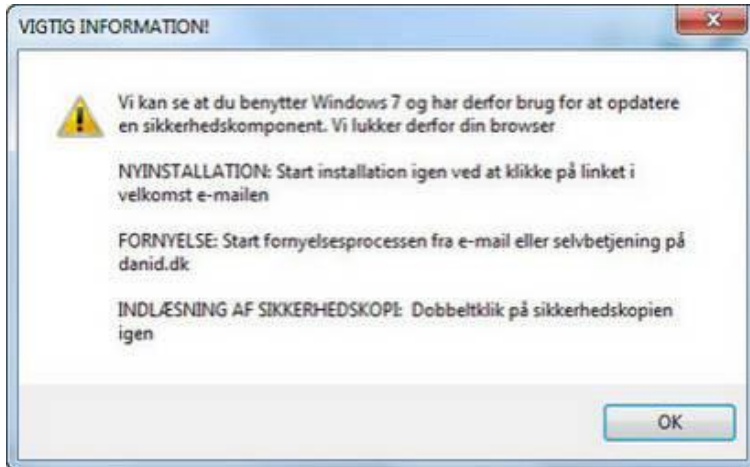 VIGTIG INFORMATION!
Vi kan se at du benytter Windows 7 og har derfor brug for at opdatere
en sikkerhedskomponent. Vi lukker derfor din browser
NYINSTALLATION: Start installation igen ved at klikke på linket i
velkomst e-mailen
FORNYELSE: Start fornyelsesprocessen fra e-mail eller selvbetjening på
danid.dk
INDLÆSNING AF SIKKERHEDSKOPI: Dobbeltklik på sikkerhedskopien
igen
OK